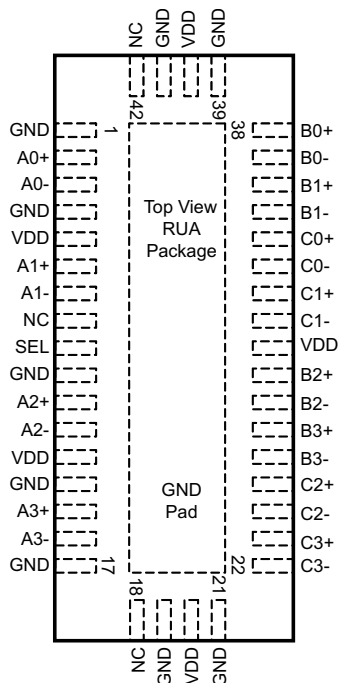 NC GND VDD GND
42 39
GND 1 38 B0+
A0+ B0-
A0- B1+
GND B1-
VDD C0+
A1+ C0-
A1- C1+
NC C1-
SEL VDD
GND B2+
A2+ B2-
A2- B3+
VDD B3-
GND C2+
A3+ C2-
A3- C3+
GND 17 22 C3-
Top View
RUA
Package
GND
Pad
18 21
NC GND VDD GND